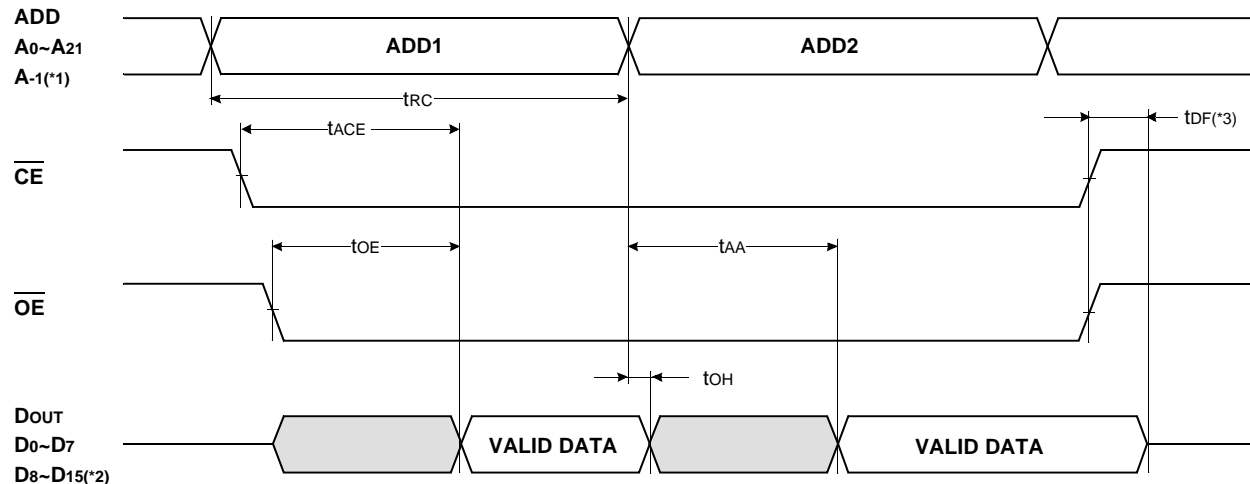 ADD
A0~A21
A-1(*1)
ADD1
ADD2
tRC
tACE
tDF(*3)
CE
tOE
tAA
OE
tOH
DOUT
D0~D7
D8~D15(*2)
VALID DATA
VALID DATA